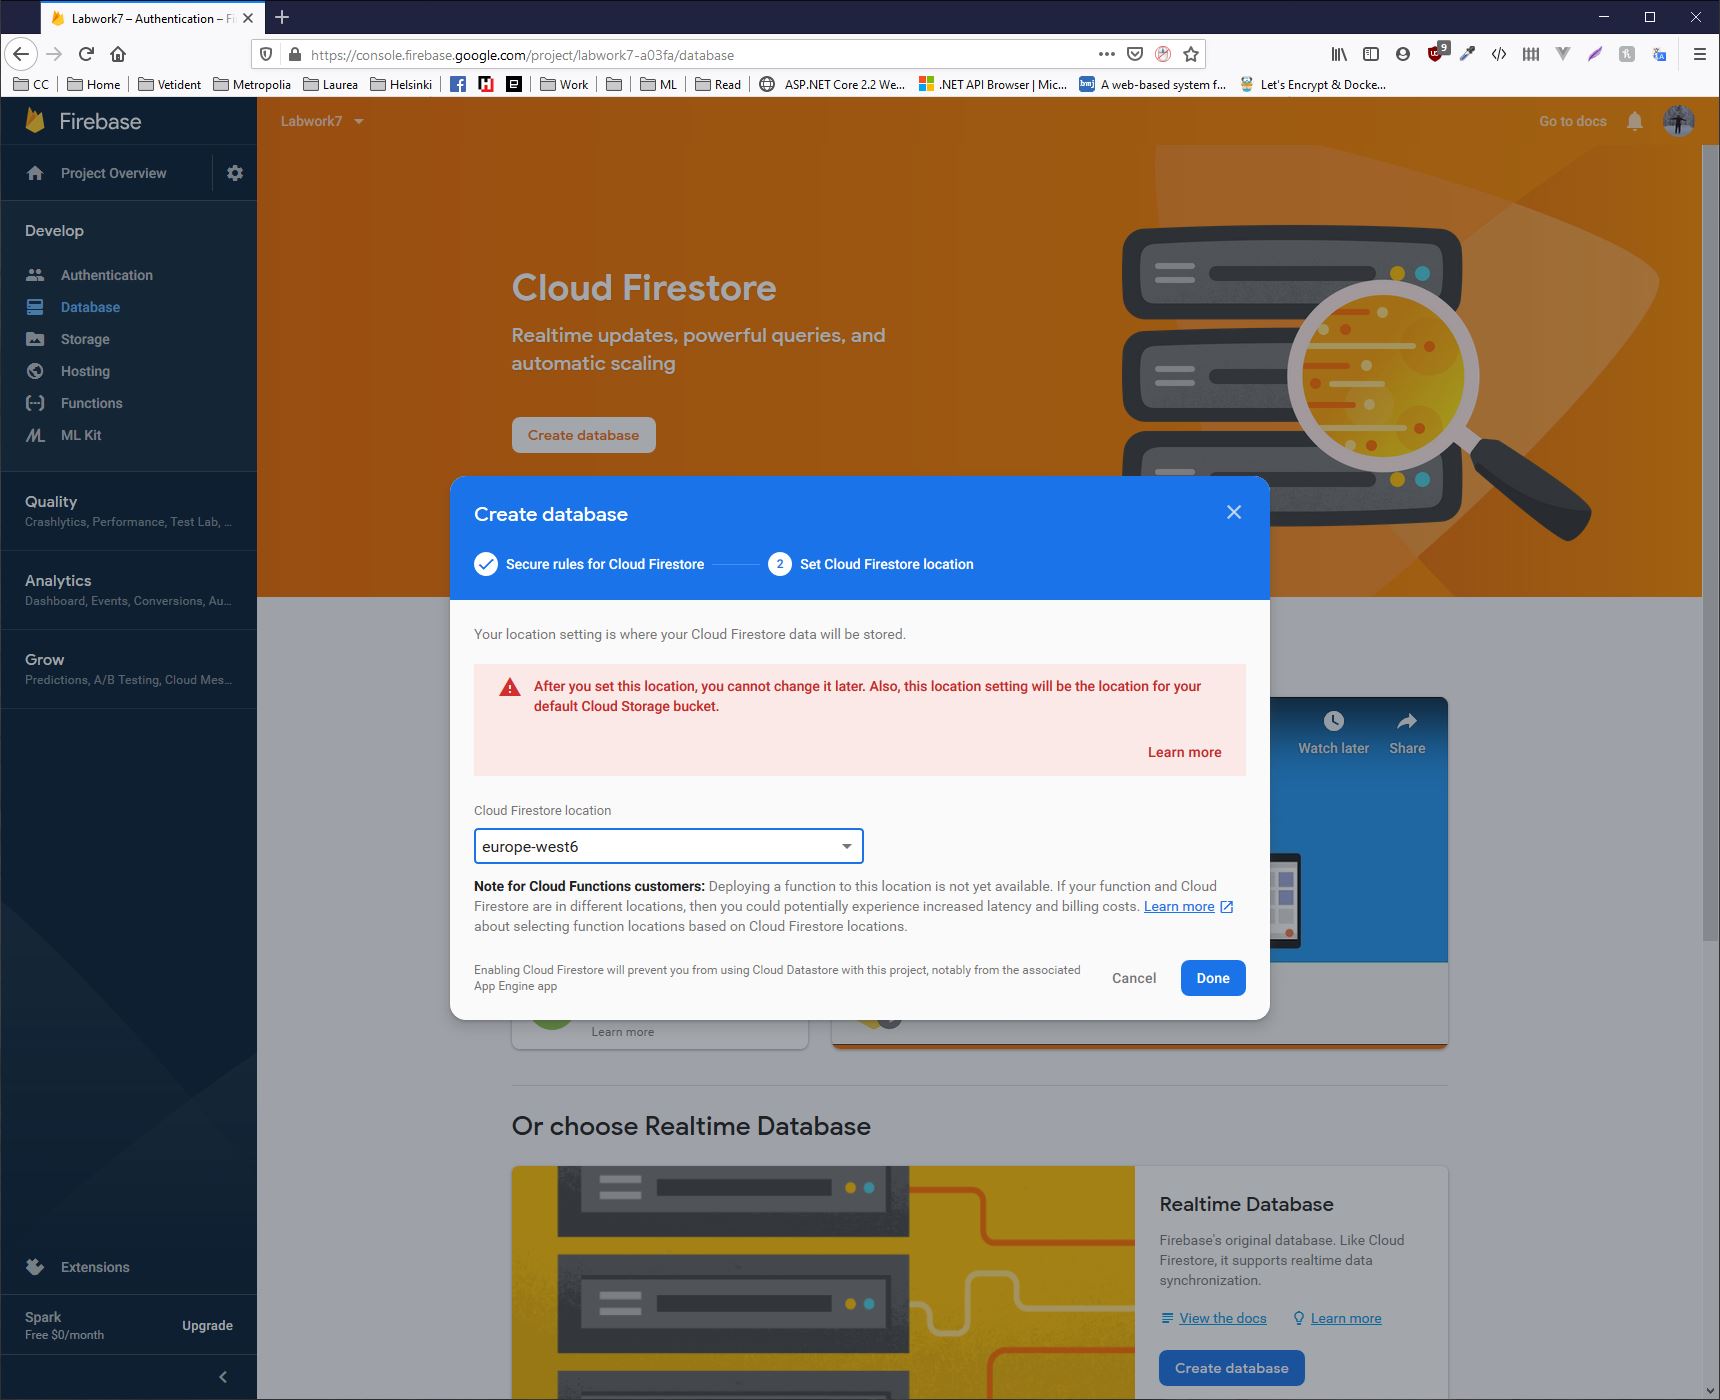 Labwork7 – Authentication – Fi
https://console.firebase.google.com/project/labwork7-a03fa/database
9
CC
Home
Vetident
Metropolia
Laurea
Helsinki
Work
ML
Read
ASP.NET Core 2.2 We...
.NET API Browser | Mic...
bmj
A web-based system f...
Let's Encrypt & Docke...
Firebase
Labwork7
Go to docs
Project Overview
Develop
Authentication
Database
Storage
Hosting
Functions
ML Kit
Quality
Crashlytics, Performance, Test Lab, ...
Analytics
Dashboard, Events, Conversions, Au...
Grow
Predictions, A/B Testing, Cloud Mes...
Extensions
Spark
Free $0/month
Upgrade
Cloud Firestore
Realtime updates, powerful queries, and
automatic scaling
Create database
Create database
Secure rules for Cloud Firestore
2
Set Cloud Firestore location
Your location setting is where your Cloud Firestore data will be stored.
After you set this location, you cannot change it later. Also, this location setting will be the location for your
default Cloud Storage bucket.
Learn more
Cloud Firestore location
europe-west6
Note for Cloud Functions customers: Deploying a function to this location is not yet available. If your function and Cloud
Firestore are in different locations, then you could potentially experience increased latency and billing costs. Learn more
about selecting function locations based on Cloud Firestore locations.
Enabling Cloud Firestore will prevent you from using Cloud Datastore with this project, notably from the associated
App Engine app
Cancel
Done
Watch later
Share
Learn more
Or choose Realtime Database
Realtime Database
Firebase's original database. Like Cloud
Firestore, it supports realtime data
synchronization.
View the docs
Learn more
Create database